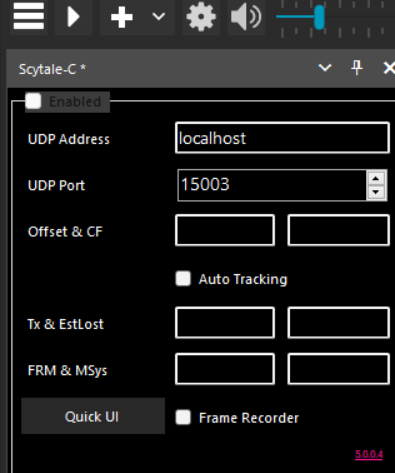 Scytale-C *
Enabled
UDP Address localhost
UDP Port 15003
Offset & CF
Auto Tracking
Tx & EstLost
FRM & MSys
Quick UI Frame Recorder
5.0.0.4